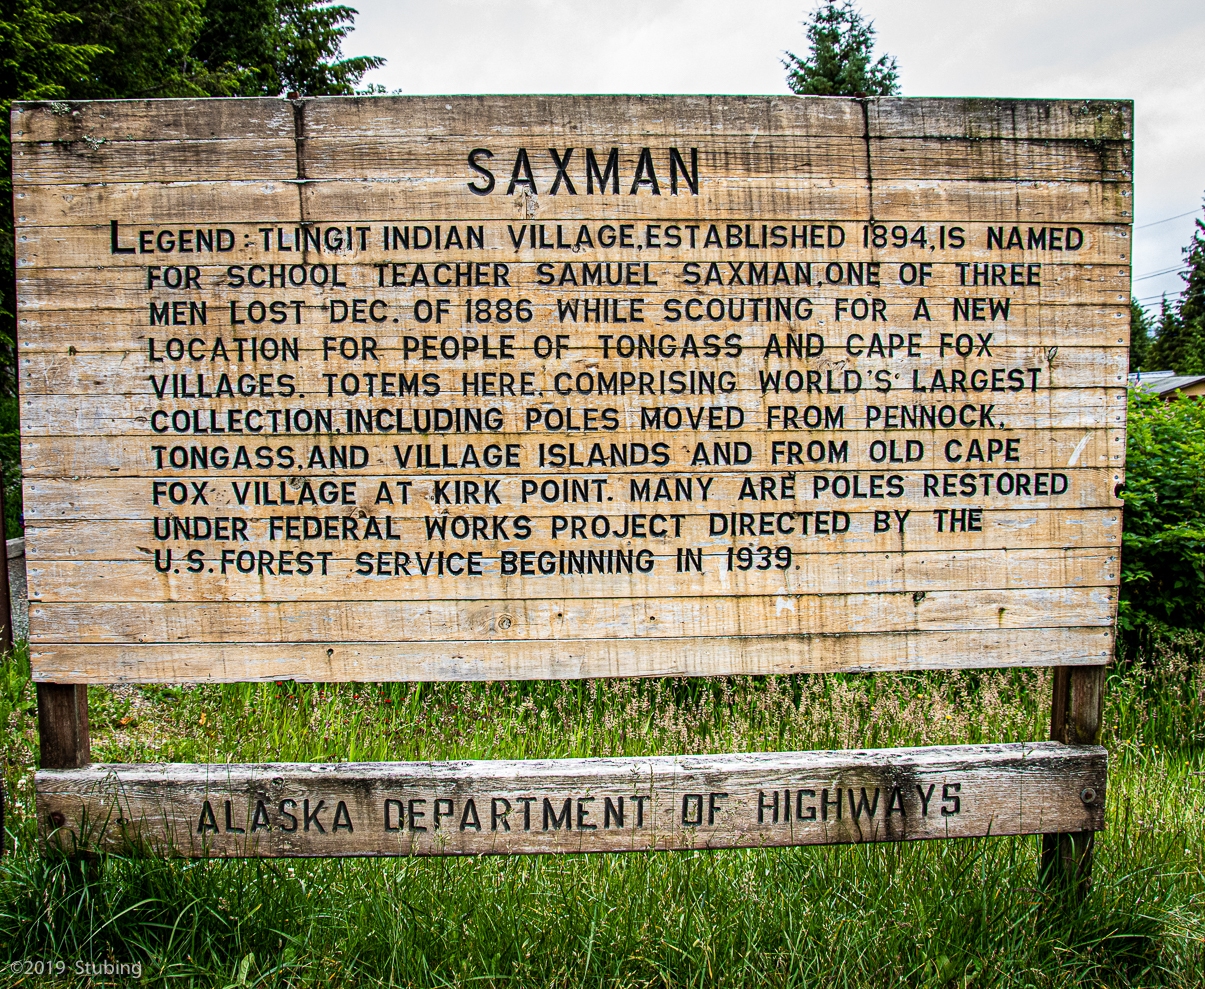 SAXMAN
LEGEND: TLINGIT INDIAN VILLAGE, ESTABLISHED 1894, IS NAMED
FOR SCHOOL TEACHER SAMUEL SAXMAN, ONE OF THREE
MEN LOST DEC. OF 1886 WHILE SCOUTING FOR A NEW
LOCATION FOR PEOPLE OF TONGASS AND CAPE FOX
VILLAGES. TOTEMS HERE, COMPRISING WORLD'S LARGEST
COLLECTION, INCLUDING POLES MOVED FROM PENNOCK,
TONGASS, AND VILLAGE ISLANDS AND FROM OLD CAPE
FOX VILLAGE AT KIRK POINT. MANY ARE POLES RESTORED
UNDER FEDERAL WORKS PROJECT DIRECTED BY THE
U.S. FOREST SERVICE BEGINNING IN 1939.
ALASKA DEPARTMENT OF HIGHWAYS
©2019 Stubing